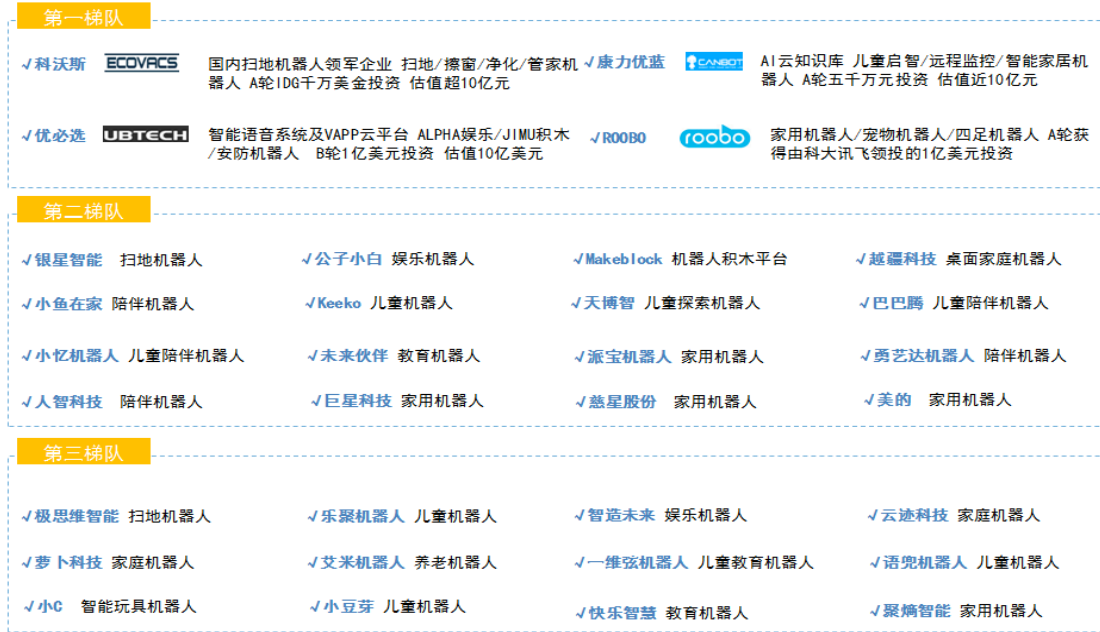 第一梯队
√科沃斯 ECOVACS 国内扫地机器人领军企业 扫地/擦窗/净化/管家机器人 A轮IDG千万美金投资 估值超10亿元
√康力优蓝 CANBOT AI云知识库 儿童启智/远程监控/智能家居机器人 A轮五千万元投资 估值近10亿元
√优必选 UBTECH 智能语音系统及VAPP云平台 ALPHA娱乐/JIMU积木/安防机器人 B轮1亿美元投资 估值10亿美元
√ROOBO roobo 家用机器人/宠物机器人/四足机器人 A轮获得由科大讯飞领投的1亿美元投资
第二梯队
√银星智能 扫地机器人 √公子小白 娱乐机器人 √Makeblock 机器人积木平台 √越疆科技 桌面家庭机器人
√小鱼在家 陪伴机器人 √Keeko 儿童机器人 √天博智 儿童探索机器人 √巴巴腾 儿童陪伴机器人
√小忆机器人 儿童陪伴机器人 √未来伙伴 教育机器人 √派宝机器人 家用机器人 √勇艺达机器人 陪伴机器人
√人智科技 陪伴机器人 √巨星科技 家用机器人 √慈星股份 家用机器人 √美的 家用机器人
第三梯队
√极思维智能 扫地机器人 √乐聚机器人 儿童机器人 √智造未来 娱乐机器人 √云迹科技 家庭机器人
√萝卜科技 家庭机器人 √艾米机器人 养老机器人 √一维弦机器人 儿童教育机器人 √语兜机器人 儿童机器人
√小C 智能玩具机器人 √小豆芽 儿童机器人 √快乐智慧 教育机器人 √聚熵智能 家用机器人